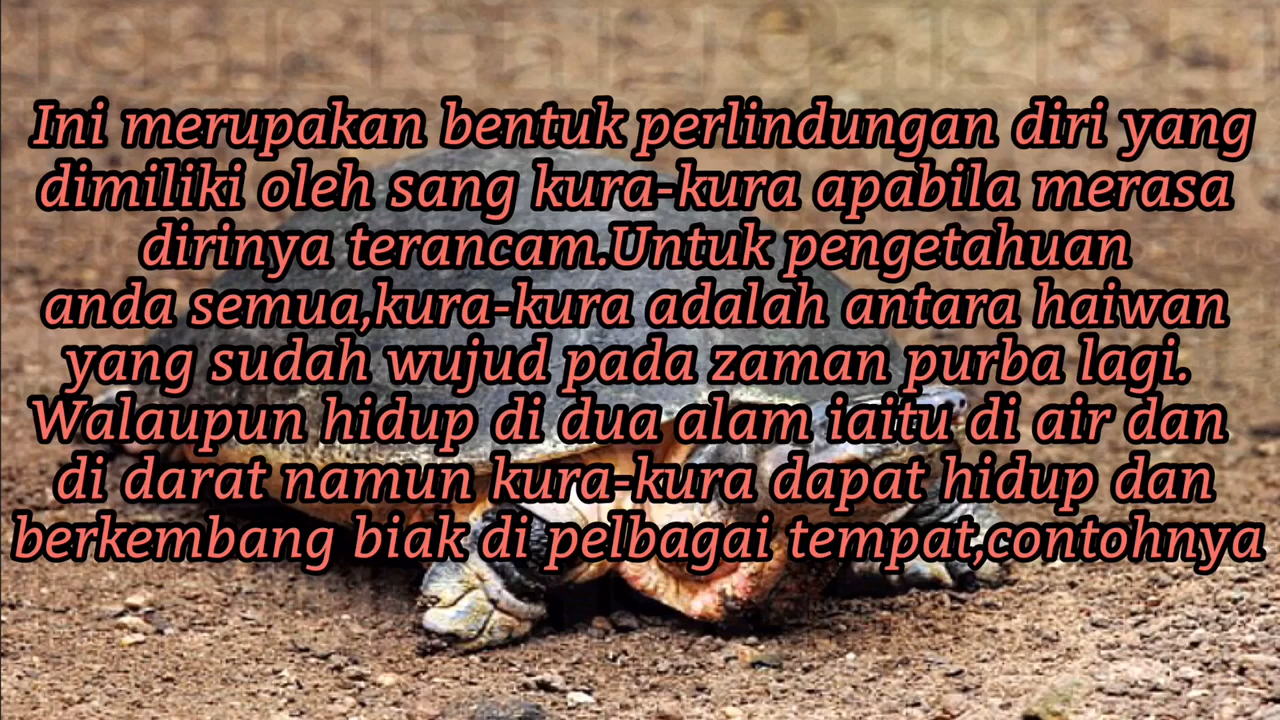 Ini merupakan bentuk perlindungan diri yang
dimiliki oleh sang kura-kura apabila merasa
dirinya terancam.Untuk pengetahuan
anda semua,kura-kura adalah antara haiwan
yang sudah wujud pada zaman purba lagi.
Walaupun hidup di dua alam iaitu di air dan
di darat namun kura-kura dapat hidup dan
berkembang biak di pelbagai tempat,contohnya